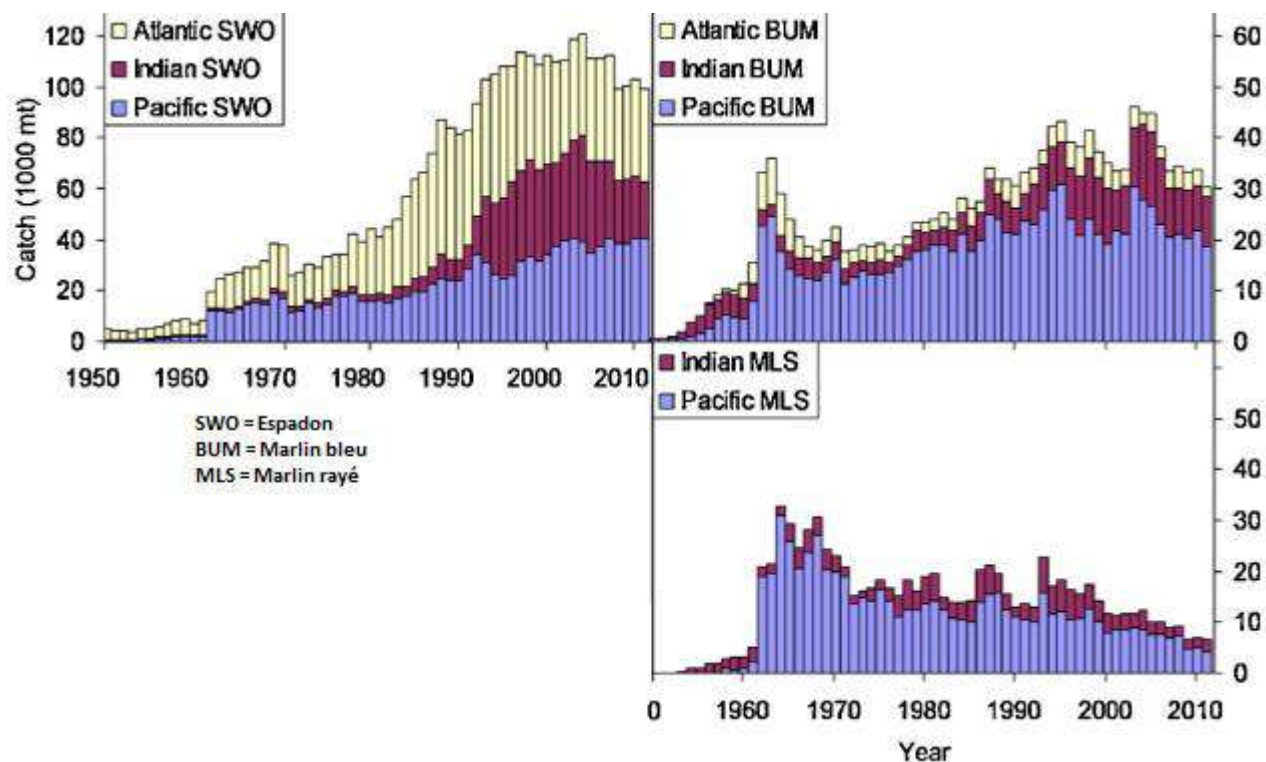 Atlantic SWO
Indian SWO
Pacific SWO
Catch (1000 mt)
120
100
80
60
40
20
0
1950 1960 1970 1980 1990 2000 2010
SWO = Espadon
BUM = Marlin bleu
MLS = Marlin rayé
Atlantic BUM
Indian BUM
Pacific BUM
60
50
40
30
20
10
0
Indian MLS
Pacific MLS
50
40
30
20
10
0
0 1960 1970 1980 1990 2000 2010
Year